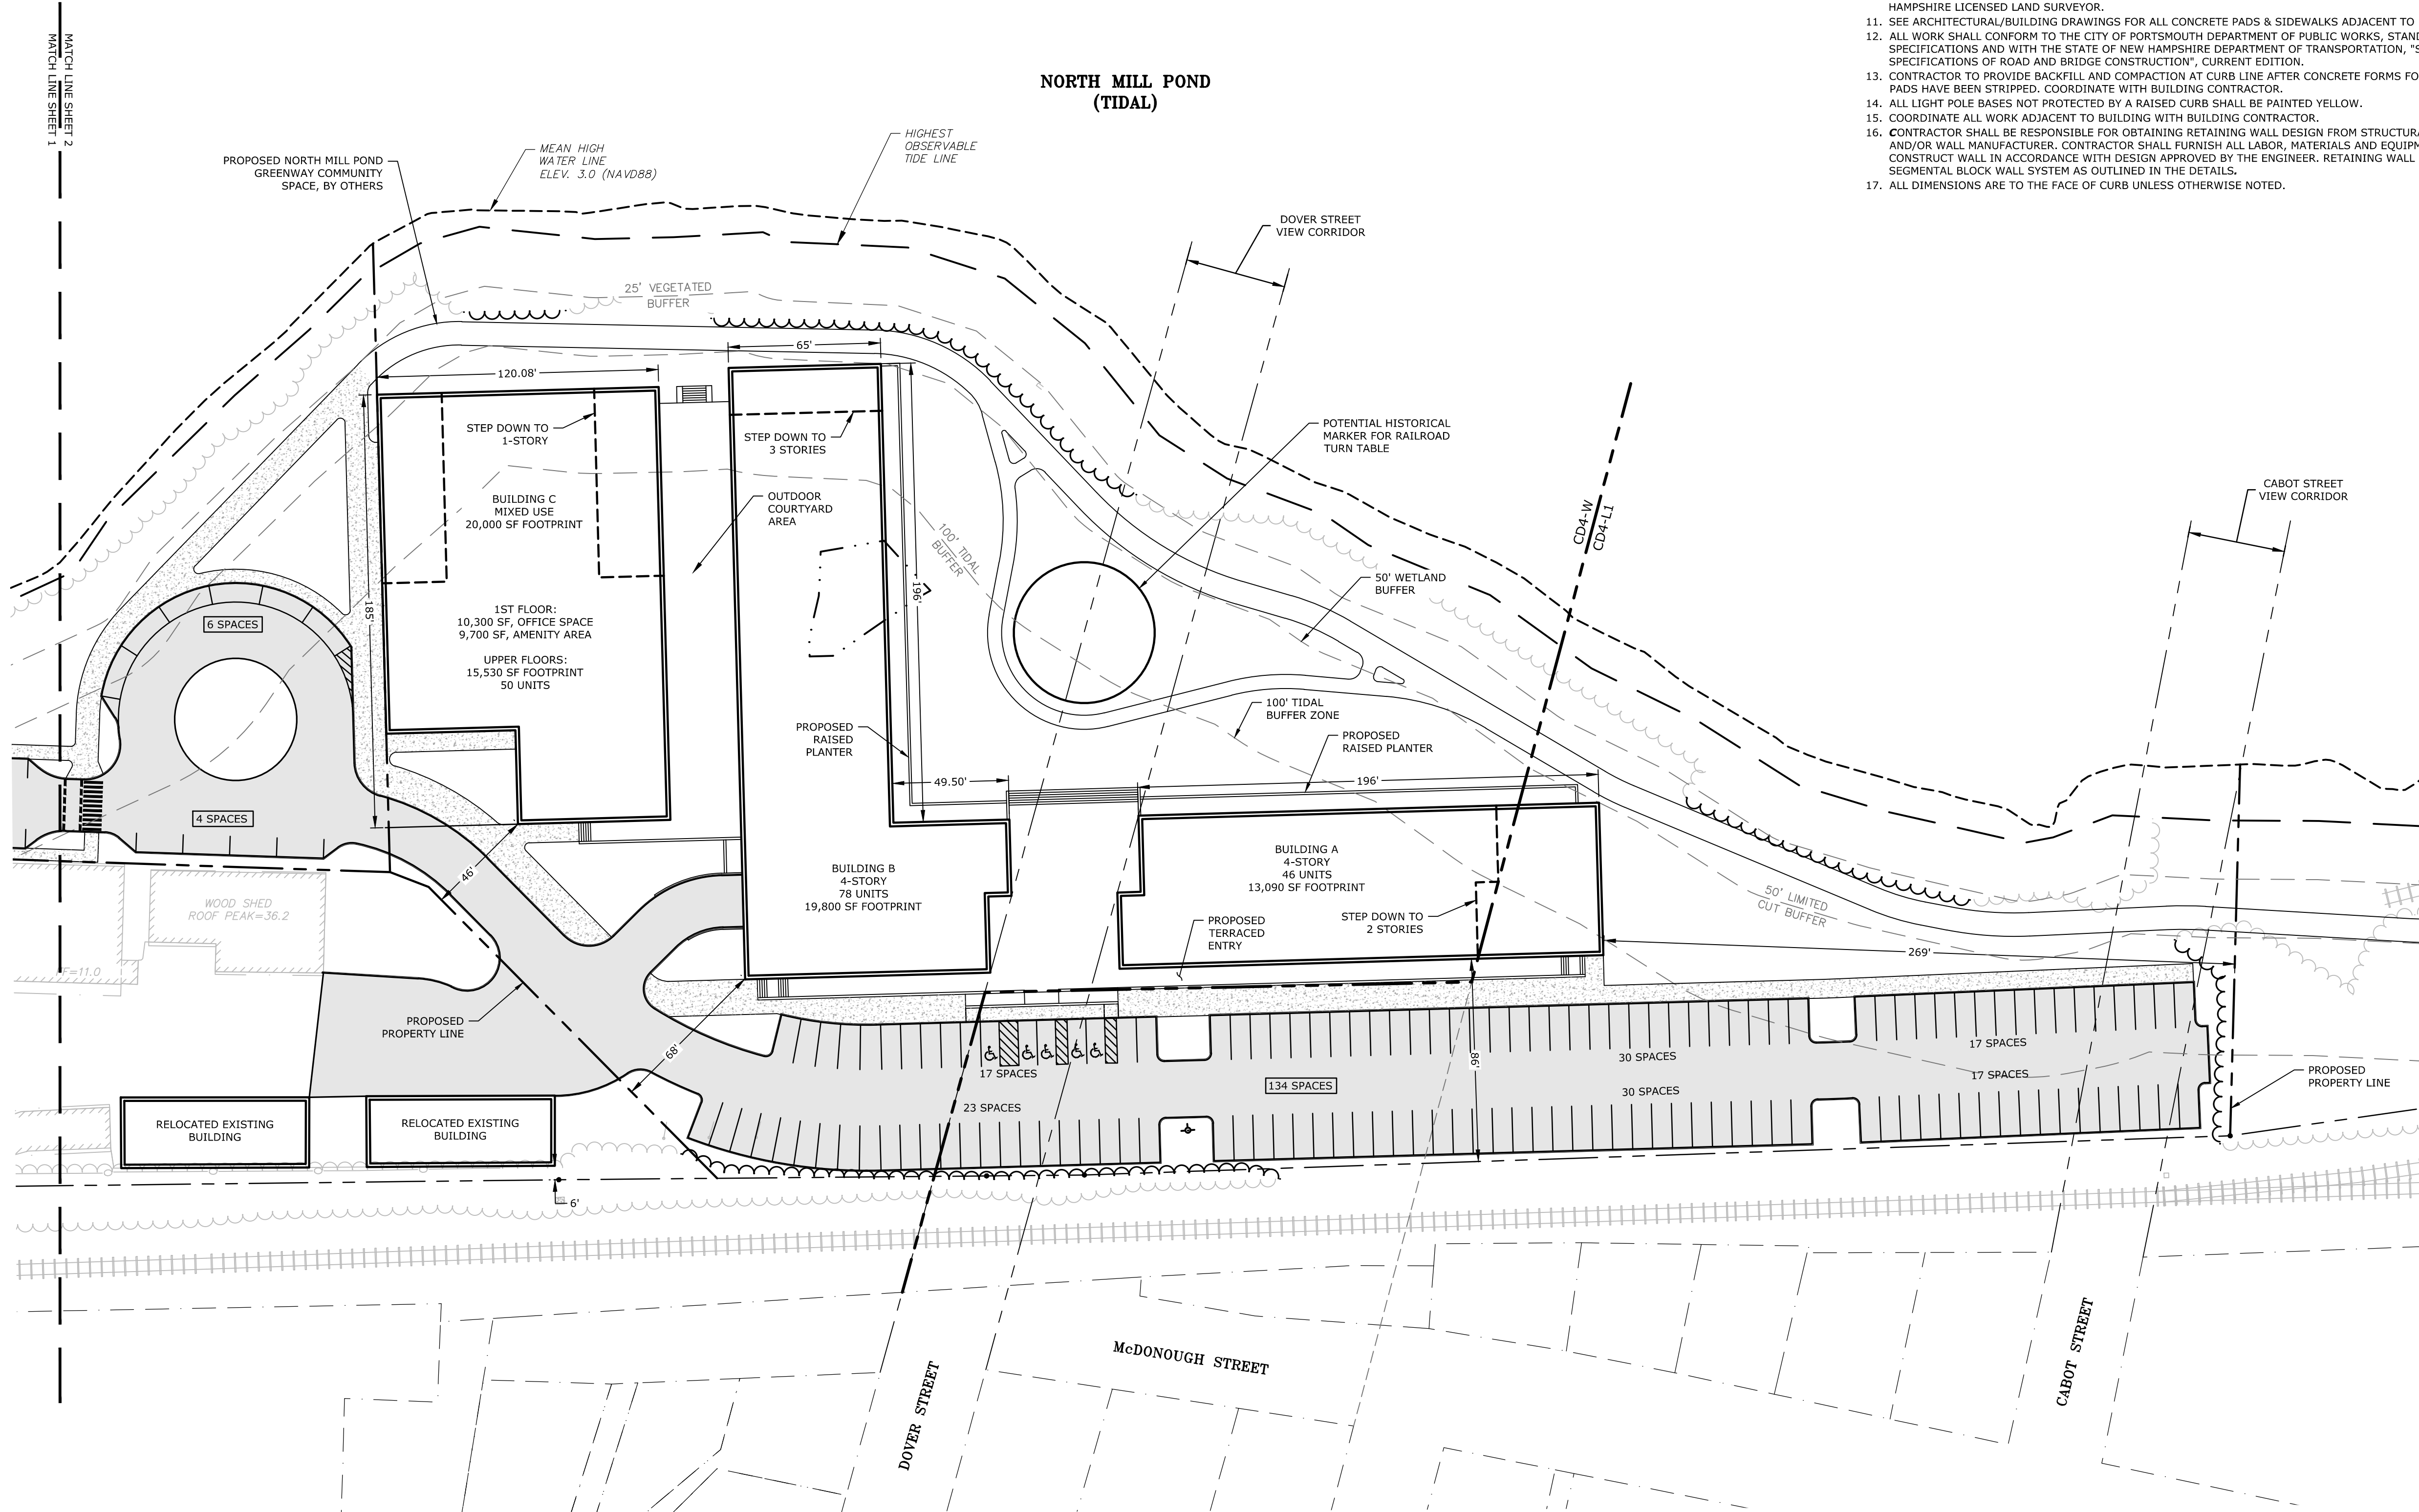 HAMPSHIRE LICENSED LAND SURVEYOR.
11. SEE ARCHITECTURAL/BUILDING DRAWINGS FOR ALL CONCRETE PADS & SIDEWALKS ADJACENT TO
12. ALL WORK SHALL CONFORM TO THE CITY OF PORTSMOUTH DEPARTMENT OF PUBLIC WORKS, STAND
SPECIFICATIONS AND WITH THE STATE OF NEW HAMPSHIRE DEPARTMENT OF TRANSPORTATION, "S
SPECIFICATIONS OF ROAD AND BRIDGE CONSTRUCTION", CURRENT EDITION.
13. CONTRACTOR TO PROVIDE BACKFILL AND COMPACTION AT CURB LINE AFTER CONCRETE FORMS FO
PADS HAVE BEEN STRIPPED. COORDINATE WITH BUILDING CONTRACTOR.
14. ALL LIGHT POLE BASES NOT PROTECTED BY A RAISED CURB SHALL BE PAINTED YELLOW.
15. COORDINATE ALL WORK ADJACENT TO BUILDING WITH BUILDING CONTRACTOR.
16. CONTRACTOR SHALL BE RESPONSIBLE FOR OBTAINING RETAINING WALL DESIGN FROM STRUCTURA
AND/OR WALL MANUFACTURER. CONTRACTOR SHALL FURNISH ALL LABOR, MATERIALS AND EQUIPM
CONSTRUCT WALL IN ACCORDANCE WITH DESIGN APPROVED BY THE ENGINEER. RETAINING WALL
SEGMENTAL BLOCK WALL SYSTEM AS OUTLINED IN THE DETAILS.
17. ALL DIMENSIONS ARE TO THE FACE OF CURB UNLESS OTHERWISE NOTED.
MATCH LINE SHEET 2
MATCH LINE SHEET 1
NORTH MILL POND
(TIDAL)
PROPOSED NORTH MILL POND
GREENWAY COMMUNITY
SPACE, BY OTHERS
MEAN HIGH
WATER LINE
ELEV. 3.0 (NAVD88)
HIGHEST
OBSERVABLE
TIDE LINE
DOVER STREET
VIEW CORRIDOR
25' VEGETATED
BUFFER
65'
120.08'
STEP DOWN TO
1-STORY
STEP DOWN TO
3 STORIES
POTENTIAL HISTORICAL
MARKER FOR RAILROAD
TURN TABLE
CABOT STREET
VIEW CORRIDOR
BUILDING C
MIXED USE
20,000 SF FOOTPRINT
OUTDOOR
COURTYARD
AREA
CD4-W
CD4-L1
100' TIDAL
BUFFER
50' WETLAND
BUFFER
196'
185'
1ST FLOOR:
10,300 SF, OFFICE SPACE
9,700 SF, AMENITY AREA
UPPER FLOORS:
15,530 SF FOOTPRINT
50 UNITS
6 SPACES
100' TIDAL
BUFFER ZONE
PROPOSED
RAISED
PLANTER
PROPOSED
RAISED PLANTER
49.50'
196'
4 SPACES
46'
BUILDING B
4-STORY
78 UNITS
19,800 SF FOOTPRINT
BUILDING A
4-STORY
46 UNITS
13,090 SF FOOTPRINT
STEP DOWN TO
2 STORIES
PROPOSED
TERRACED
ENTRY
50' LIMITED
CUT BUFFER
WOOD SHED
ROOF PEAK=36.2
F=11.0
269'
PROPOSED
PROPERTY LINE
68'
86'
17 SPACES
23 SPACES
134 SPACES
30 SPACES
30 SPACES
17 SPACES
17 SPACES
PROPOSED
PROPERTY LINE
RELOCATED EXISTING
BUILDING
RELOCATED EXISTING
BUILDING
6'
McDONOUGH STREET
DOVER STREET
CABOT STREET